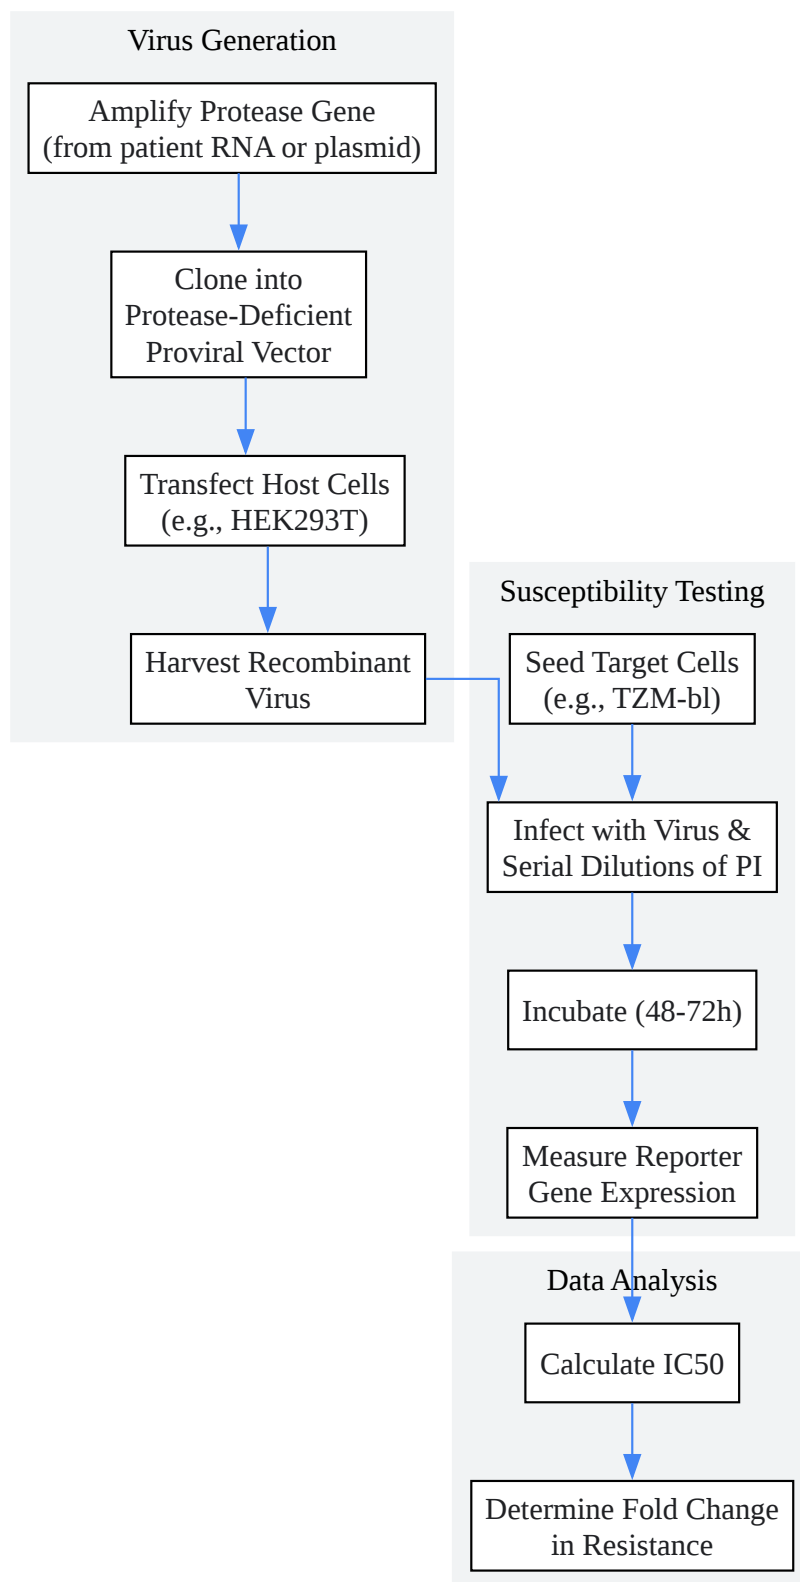 Virus Generation
Amplify Protease Gene
(from patient RNA or plasmid)
Clone into
Protease-Deficient
Proviral Vector
Transfect Host Cells
(e.g., HEK293T)
Harvest Recombinant
Virus
Susceptibility Testing
Seed Target Cells
(e.g., TZM-bl)
Infect with Virus &
Serial Dilutions of PI
Incubate (48-72h)
Measure Reporter
Gene Expression
Data Analysis
Calculate IC50
Determine Fold Change
in Resistance